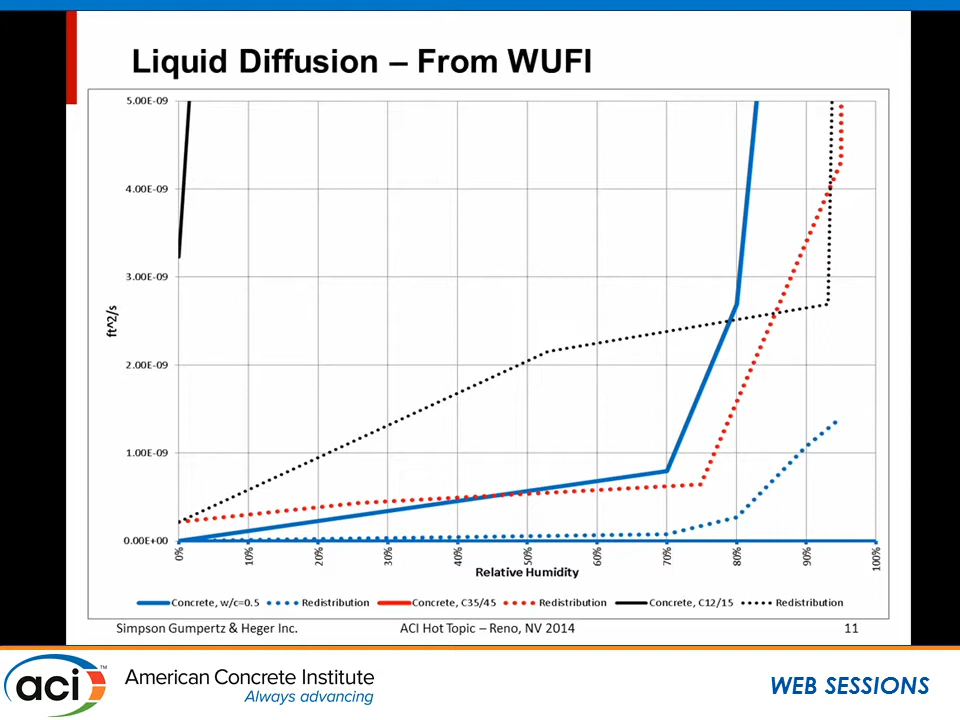 Liquid Diffusion – From WUFI
5.00E-09
4.00E-09
3.00E-09
2.00E-09
1.00E-09
0.00E+00
ft^2/s
0%
10%
20%
30%
40%
50%
60%
70%
80%
90%
100%
Relative Humidity
Concrete, w/c=0.5 Redistribution Concrete, C35/45 Redistribution Concrete, C12/15 Redistribution
Simpson Gumpertz & Heger Inc. ACI Hot Topic – Reno, NV 2014 11
aci™
American Concrete Institute
Always advancing
WEB SESSIONS